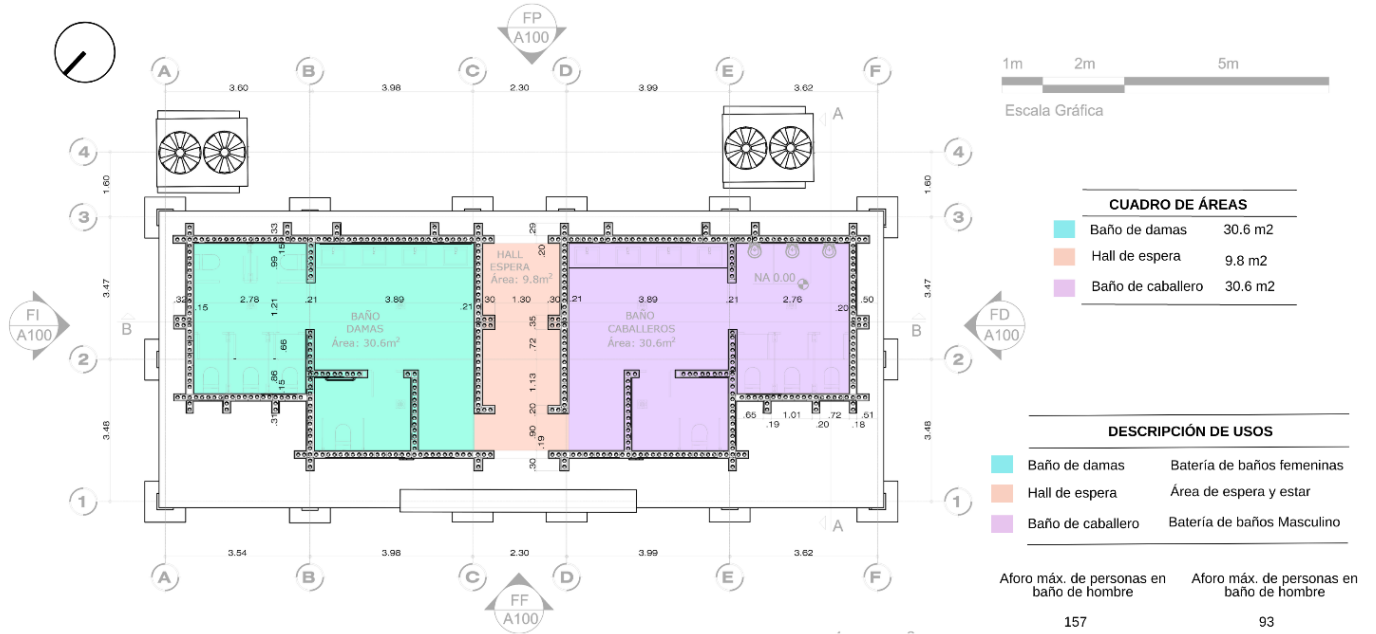 FP
A100
A
B
C
D
E
F
3.60
3.98
2.30
3.99
3.62
1m
2m
5m
Escala Gráfica
A
4
4
1.60
1.60
3
3
CUADRO DE ÁREAS
Baño de damas 30.6 m2
Hall de espera 9.8 m2
Baño de caballero 30.6 m2
.33
.15
.99
.29
.20
HALL
ESPERA
Área: 9.8m²
NA 0.00
3.47
3.47
.32
.15
2.78
.21
1.21
3.89
.21
.30
1.30
.30
.21
3.89
.21
2.76
.20
.50
FI
A100
B
BAÑO
DAMAS
Área: 30.6m²
.35
.72
BAÑO
CABALLEROS
Área: 30.6m²
B
FD
A100
2
2
.66
.86
.15
.31
1.13
.20
.90
.19
.30
.65
1.01
.72
.51
.19
.20
.18
3.48
3.48
DESCRIPCIÓN DE USOS
Baño de damas Batería de baños femeninas
Hall de espera Área de espera y estar
Baño de caballero Batería de baños Masculino
1
1
A
3.54
3.98
2.30
3.99
3.62
A
B
C
D
E
F
FF
A100
Aforo máx. de personas en
baño de hombre
157
Aforo máx. de personas en
baño de hombre
93